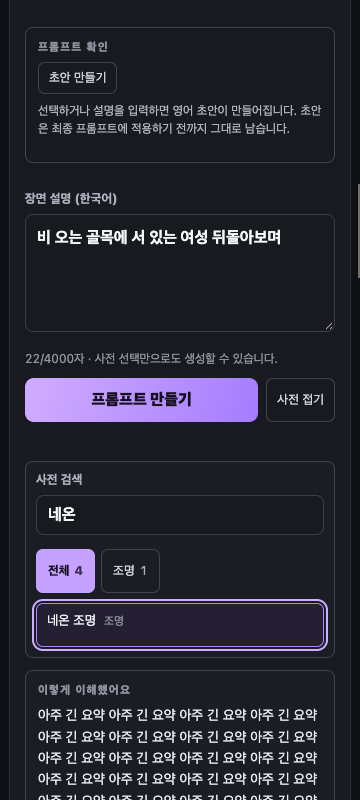 프롬프트 확인
초안 만들기
선택하거나 설명을 입력하면 영어 초안이 만들어집니다. 초안
은 최종 프롬프트에 적용하기 전까지 그대로 남습니다.
장면 설명 (한국어)
비 오는 골목에 서 있는 여성 뒤돌아보며
22/4000자 · 사전 선택만으로도 생성할 수 있습니다.
프롬프트 만들기
사전 접기
사전 검색
네온
전체 4
조명 1
네온 조명 조명
이렇게 이해했어요
아주 긴 요약 아주 긴 요약 아주 긴 요약 아주 긴 요약
아주 긴 요약 아주 긴 요약 아주 긴 요약 아주 긴 요약
아주 긴 요약 아주 긴 요약 아주 긴 요약 아주 긴 요약
아주 긴 요약 아주 긴 요약 아주 긴 요약 아주 긴 요약